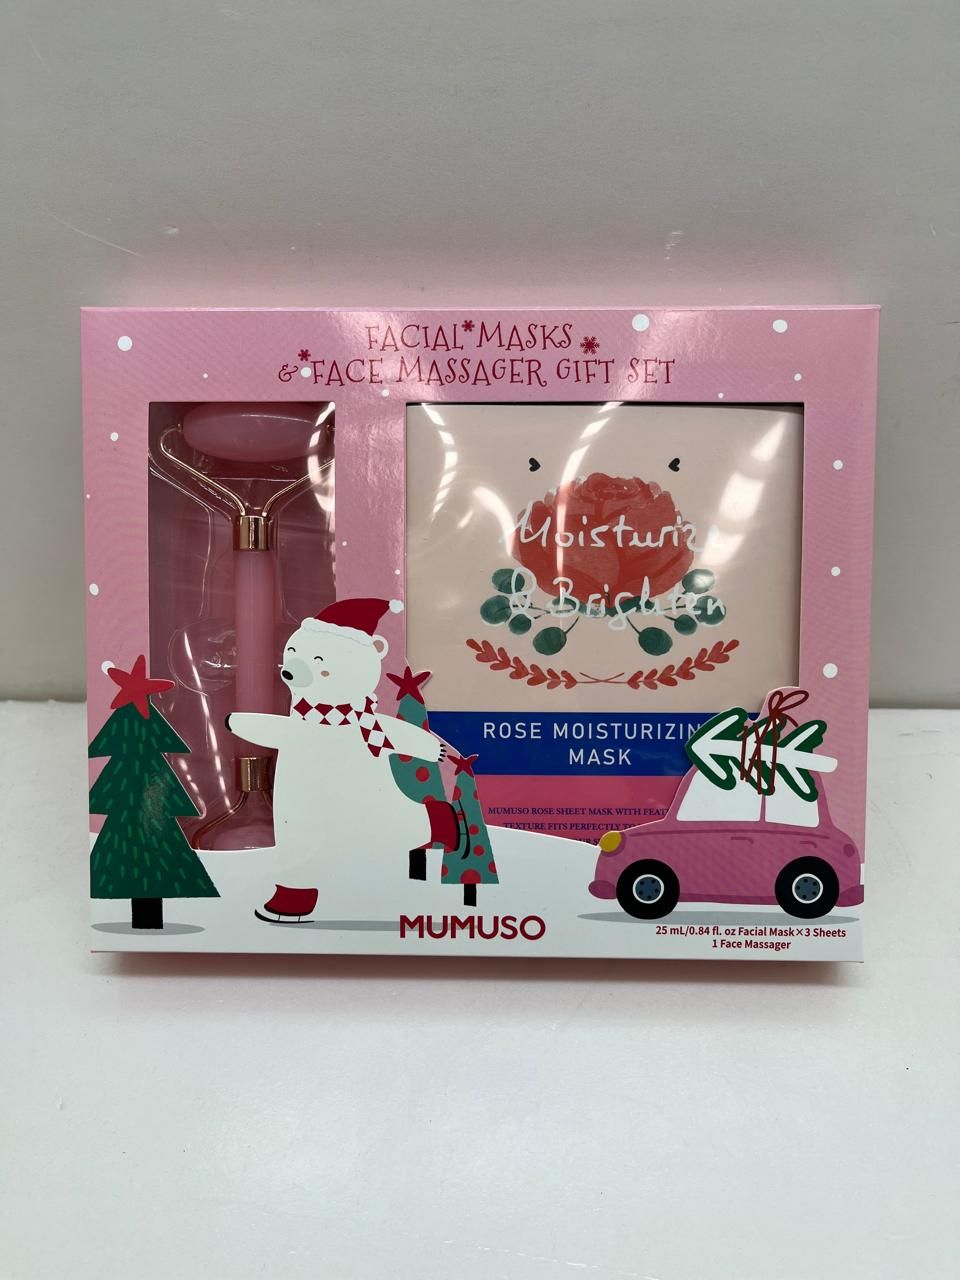 FACIAL MASKS
& FACE MASSAGER GIFT SET
Moisturize
& Brighten
ROSE MOISTURIZIN
MASK
MUMUSO ROSE SHEET MASK WITH
TEXTURE FITS PERFECTLY
MUMUSO
25 mL/0.84 fl. oz Facial Mask×3 Sheets
1 Face Massager